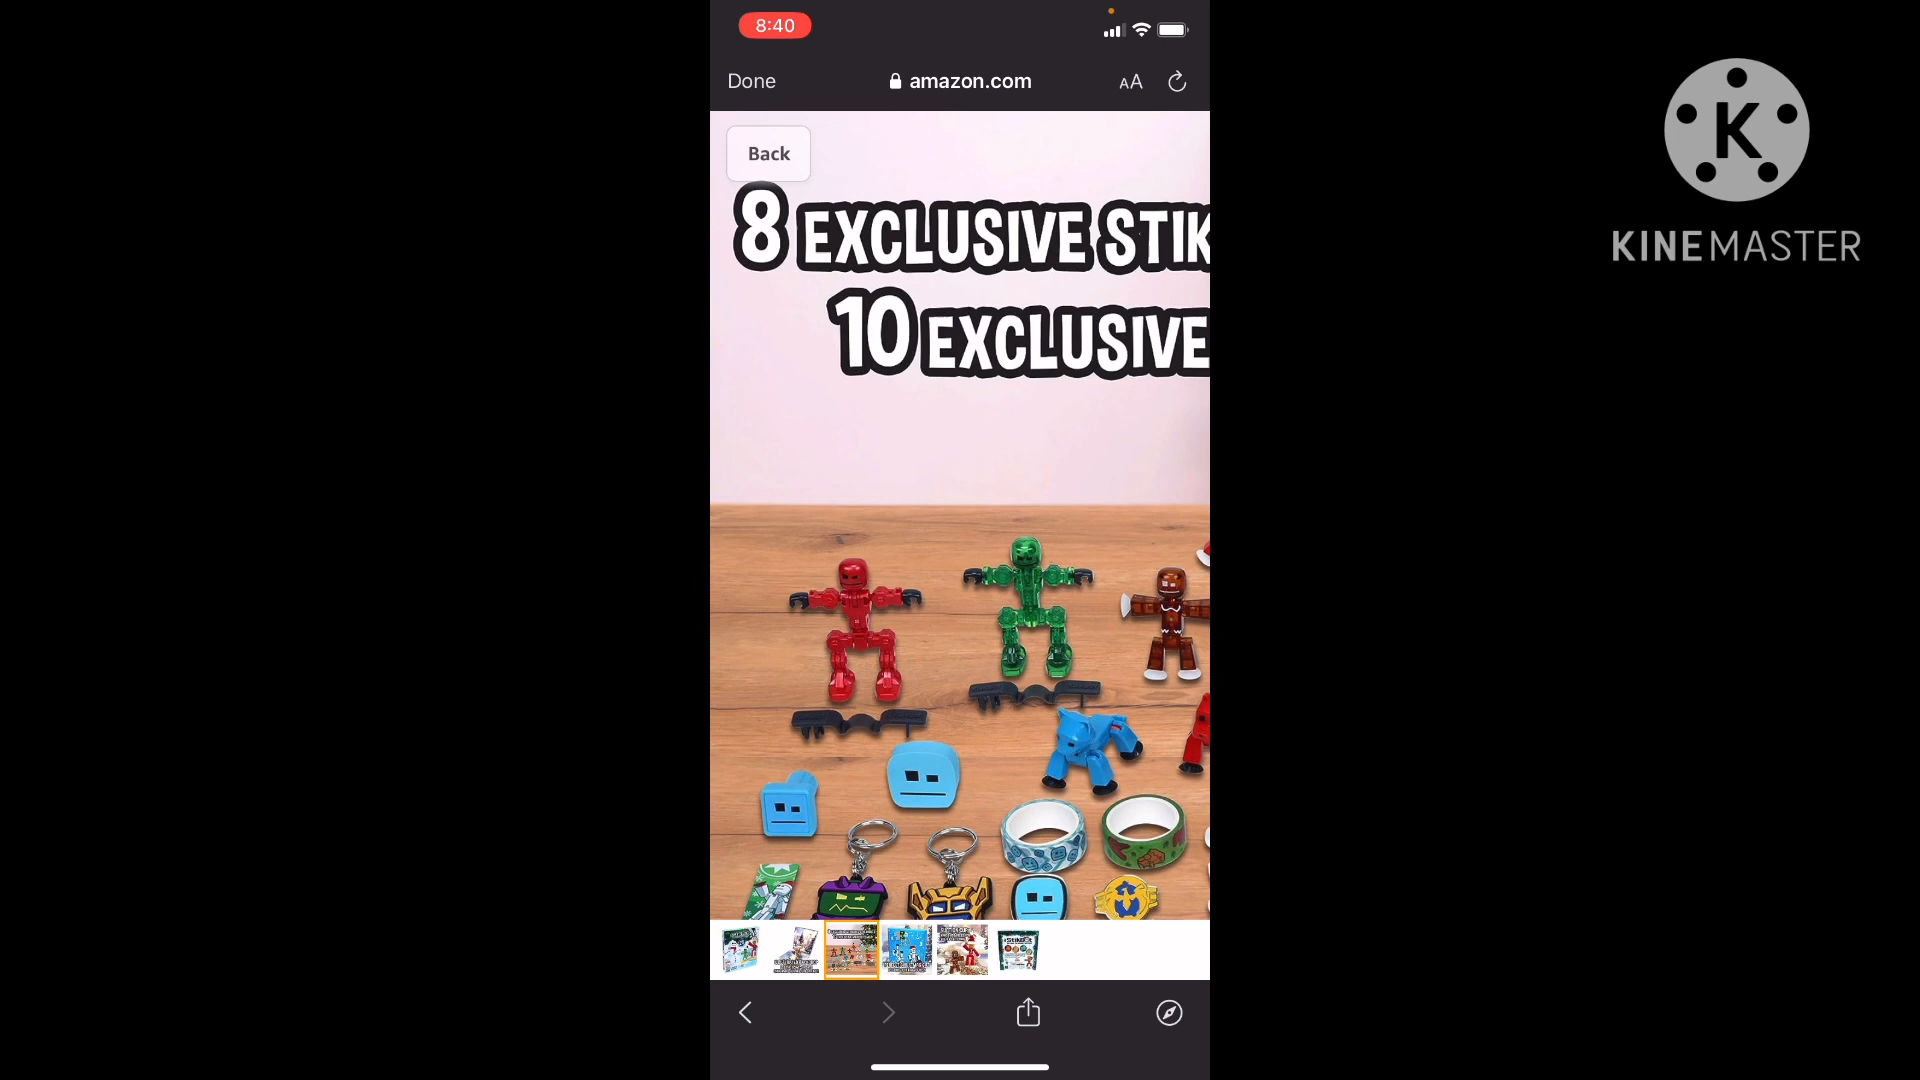 8:40
Done
amazon.com
AA
Back
8 EXCLUSIVE STIK
10 EXCLUSIVE
K
KINEMASTER